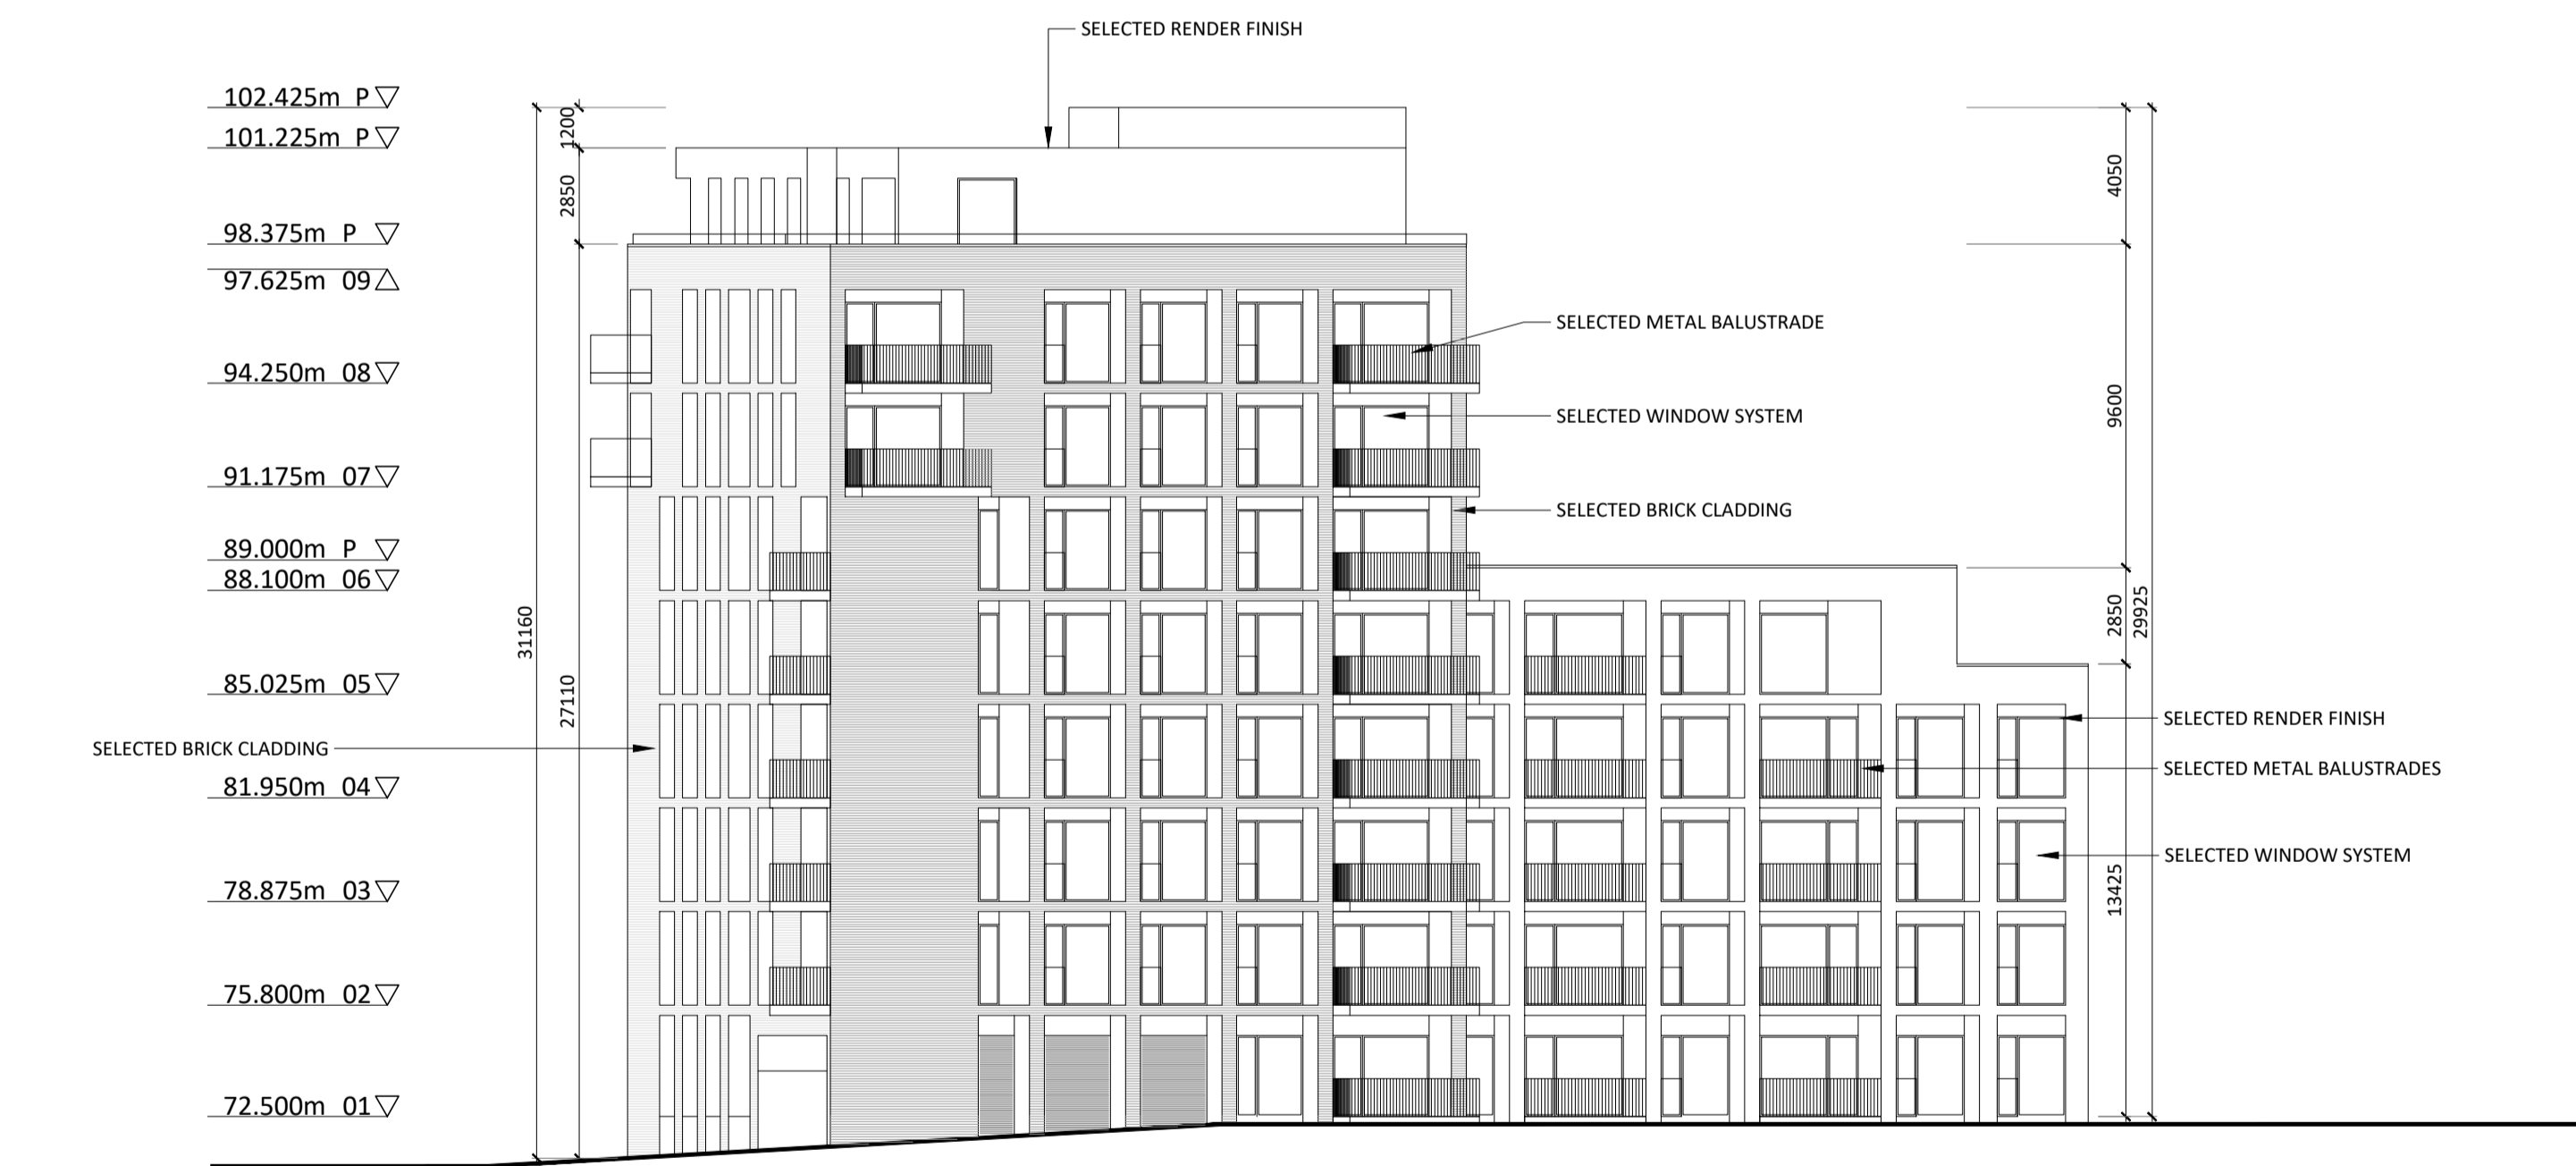 SELECTED RENDER FINISH
102.425m P
101.225m P
98.375m P
97.625m 09
94.250m 08
91.175m 07
89.000m P
88.100m 06
85.025m 05
81.950m 04
78.875m 03
75.800m 02
72.500m 01
SELECTED BRICK CLADDING
31160
1200
2850
27110
SELECTED METAL BALUSTRADE
SELECTED WINDOW SYSTEM
SELECTED BRICK CLADDING
4050
9600
2850
29925
13425
SELECTED RENDER FINISH
SELECTED METAL BALUSTRADES
SELECTED WINDOW SYSTEM